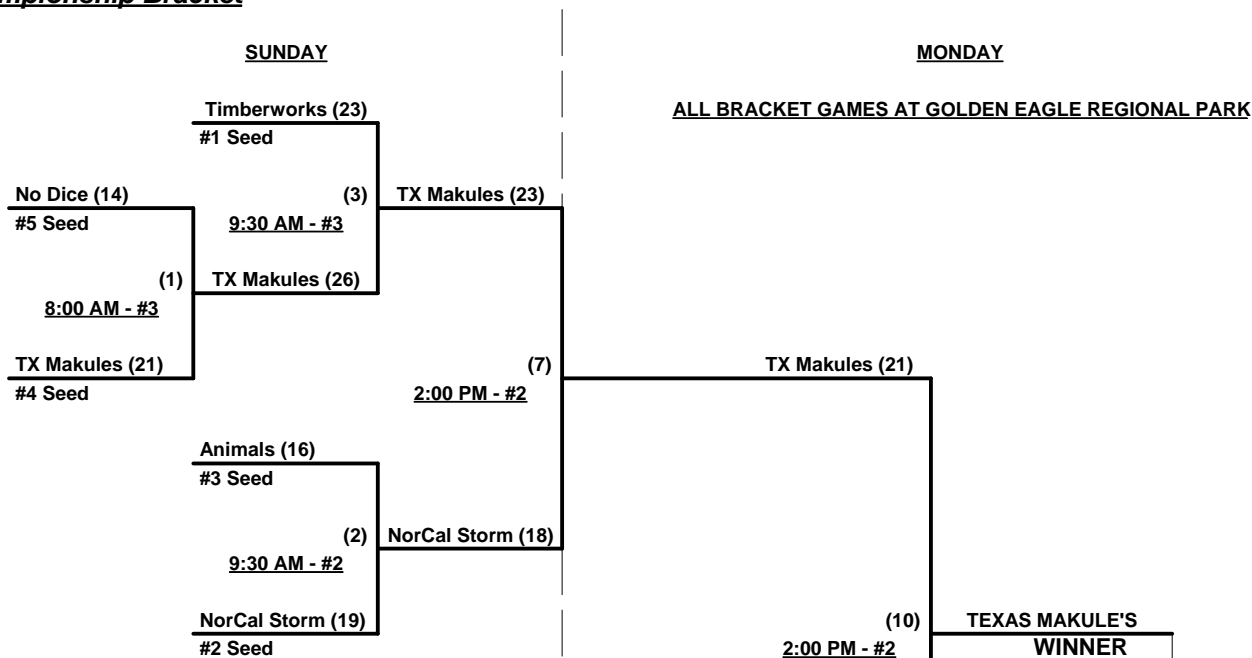 SUNDAY
MONDAY
Timberworks (23)
ALL BRACKET GAMES AT GOLDEN EAGLE REGIONAL PARK
#1 Seed
No Dice (14)
(3)
TX Makules (23)
#5 Seed
9:30 AM - #3
(1)
TX Makules (26)
8:00 AM - #3
TX Makules (21)
(7)
TX Makules (21)
#4 Seed
2:00 PM - #2
Animals (16)
#3 Seed
(2)
NorCal Storm (18)
9:30 AM - #2
NorCal Storm (19)
(10)
TEXAS MAKULE'S
#2 Seed
2:00 PM - #2
WINNER